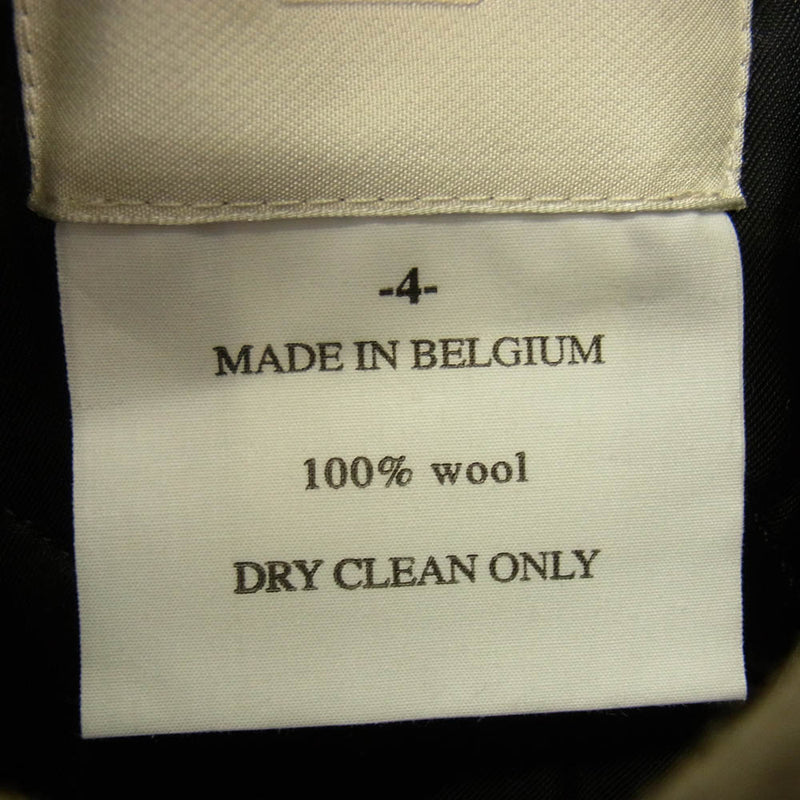 -4-
MADE IN BELGIUM
100% wool
DRY CLEAN ONLY